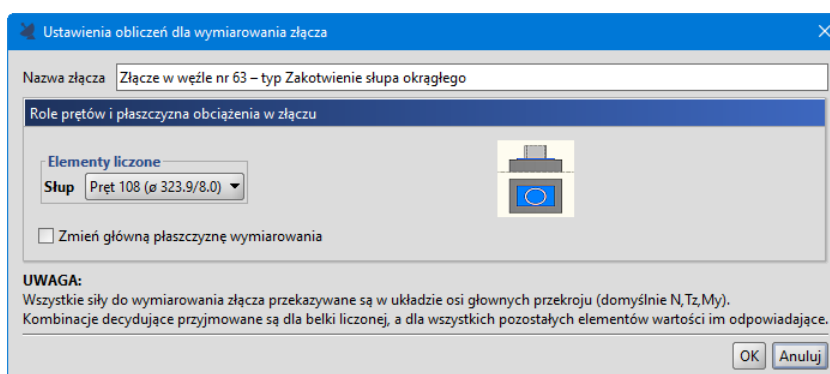 Ustawienia obliczeń dla wymiarowania złącza
Nazwa złącza Złącze w węźle nr 63 – typ Zakotwienie słupa okrągłego
Role prętów i płaszczyzna obciążenia w złączu
Elementy liczone
Słup Pręt 108 (ø 323.9/8.0)
Zmień główną płaszczyznę wymiarowania
UWAGA:
Wszystkie siły do wymiarowania złącza przekazywane są w układzie osi głownych przekroju (domyślnie N,Tz,My).
Kombinacje decydujące przyjmowane są dla belki liczonej, a dla wszystkich pozostałych elementów wartości im odpowiadające.
OK Anuluj